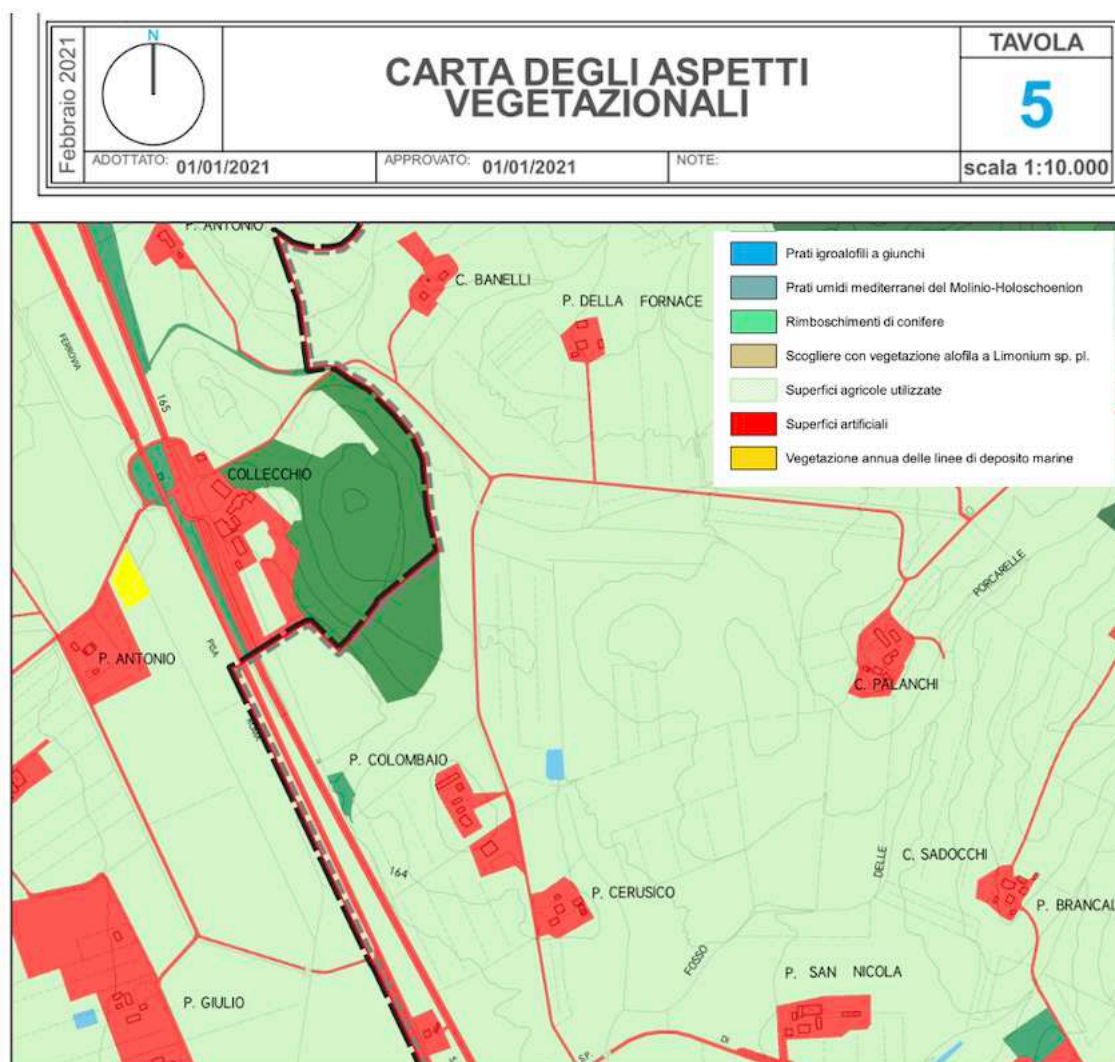 Febbraio 2021
N
CARTA DEGLI ASPETTI
VEGETAZIONALI
TAVOLA
5
ADOTTATO: 01/01/2021
APPROVATO: 01/01/2021
NOTE:
scala 1:10.000
P. ANTONIO
C. BANELLI
P. DELLA FORNACE
Prati igroalofili a giunchi
Prati umidi mediterranei del Molinio-Holoschoenion
Rimboschimenti di conifere
Scogliere con vegetazione alofila a Limonium sp. pl.
Superfici agricole utilizzate
Superfici artificiali
Vegetazione annua delle linee di deposito marine
FERROVIA
165
COLLECCHIO
PORCARELLE
P. ANTONIO
PISA
C. PALANCHI
ROMA
P. COLOMBAIO
164
C. SADOCCHI
DELLE
P. CERUSICO
P. BRANCAL
FOSSO
P. SAN NICOLA
P. GIULIO
S.P.
DI